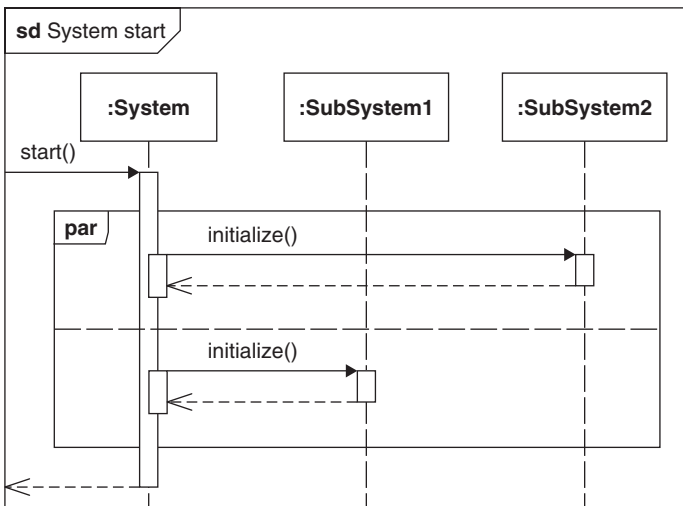 sd System start
:System
:SubSystem1
:SubSystem2
start()
par
initialize()
initialize()